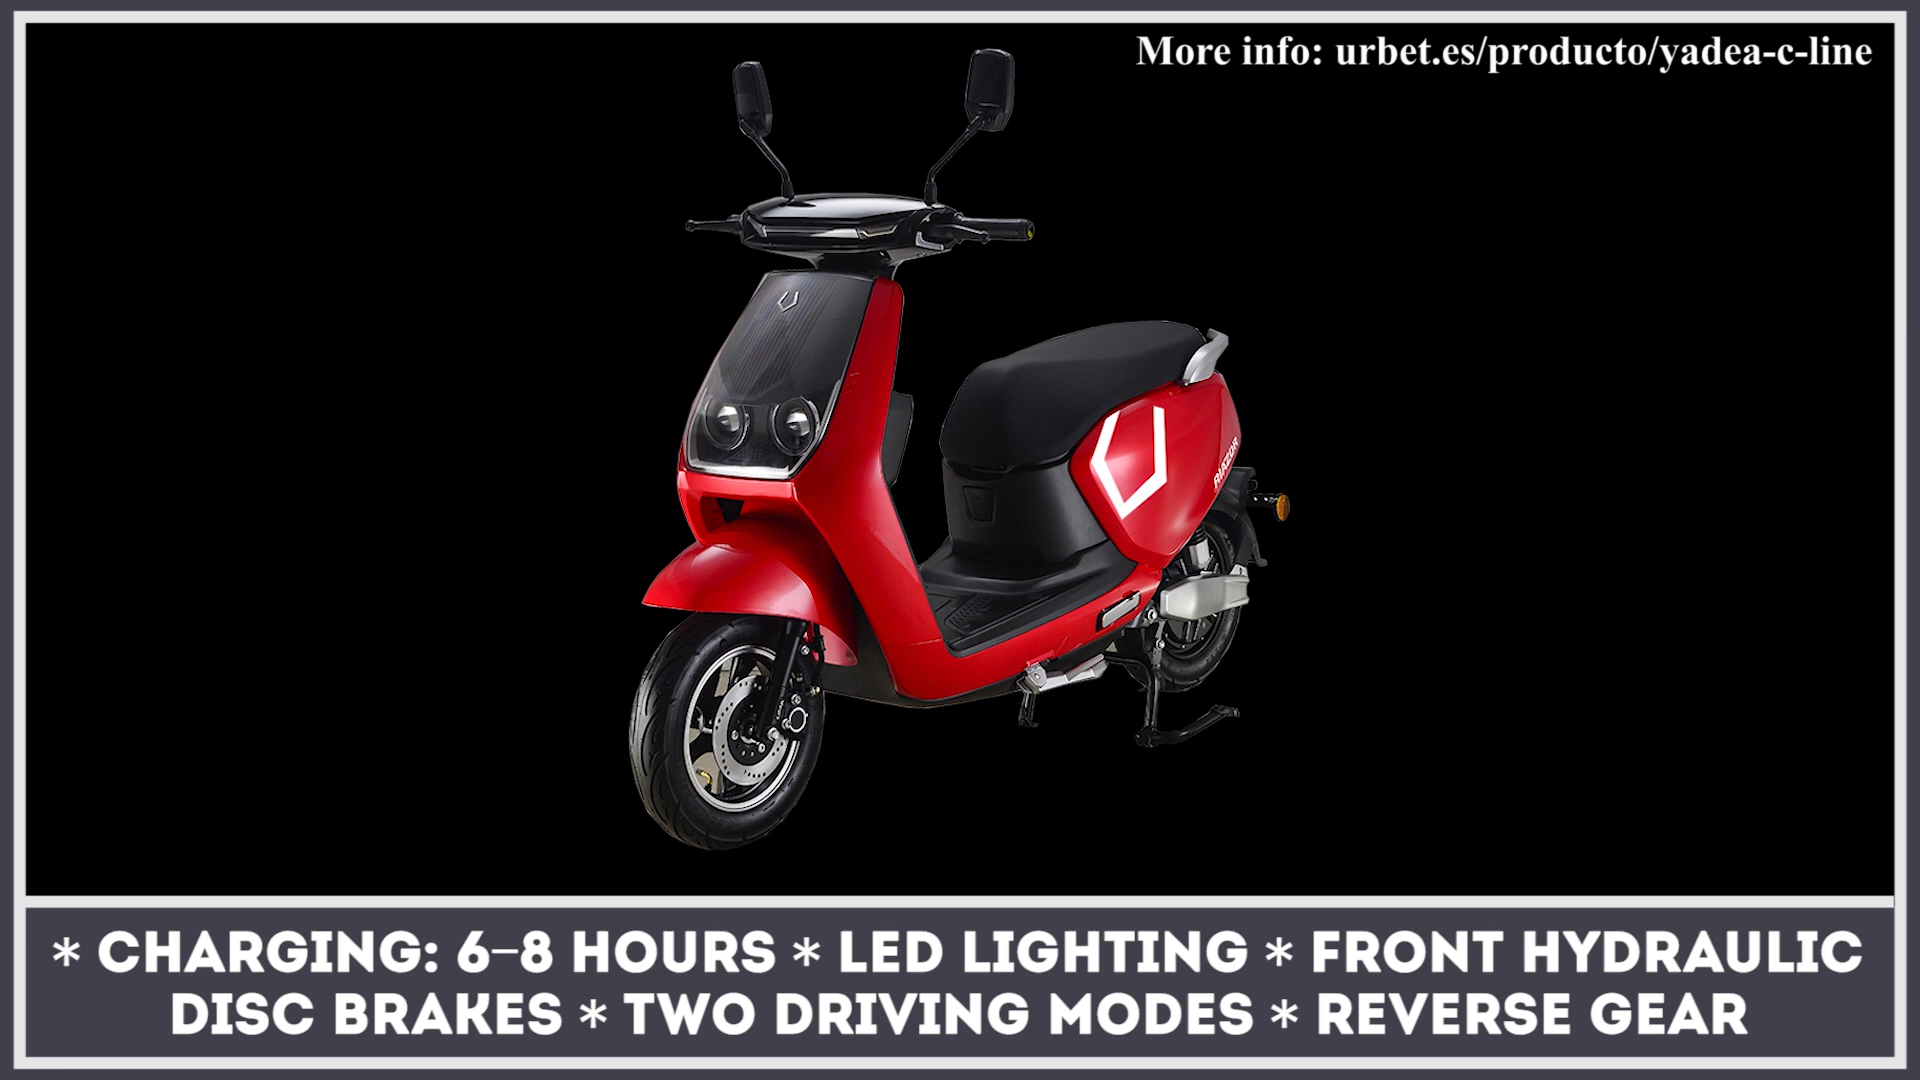 More info: urbet.es/producto/yadea-c-line
RIAZOR
* CHARGING: 6–8 HOURS * LED LIGHTING * FRONT HYDRAULIC
DISC BRAKES * TWO DRIVING MODES * REVERSE GEAR